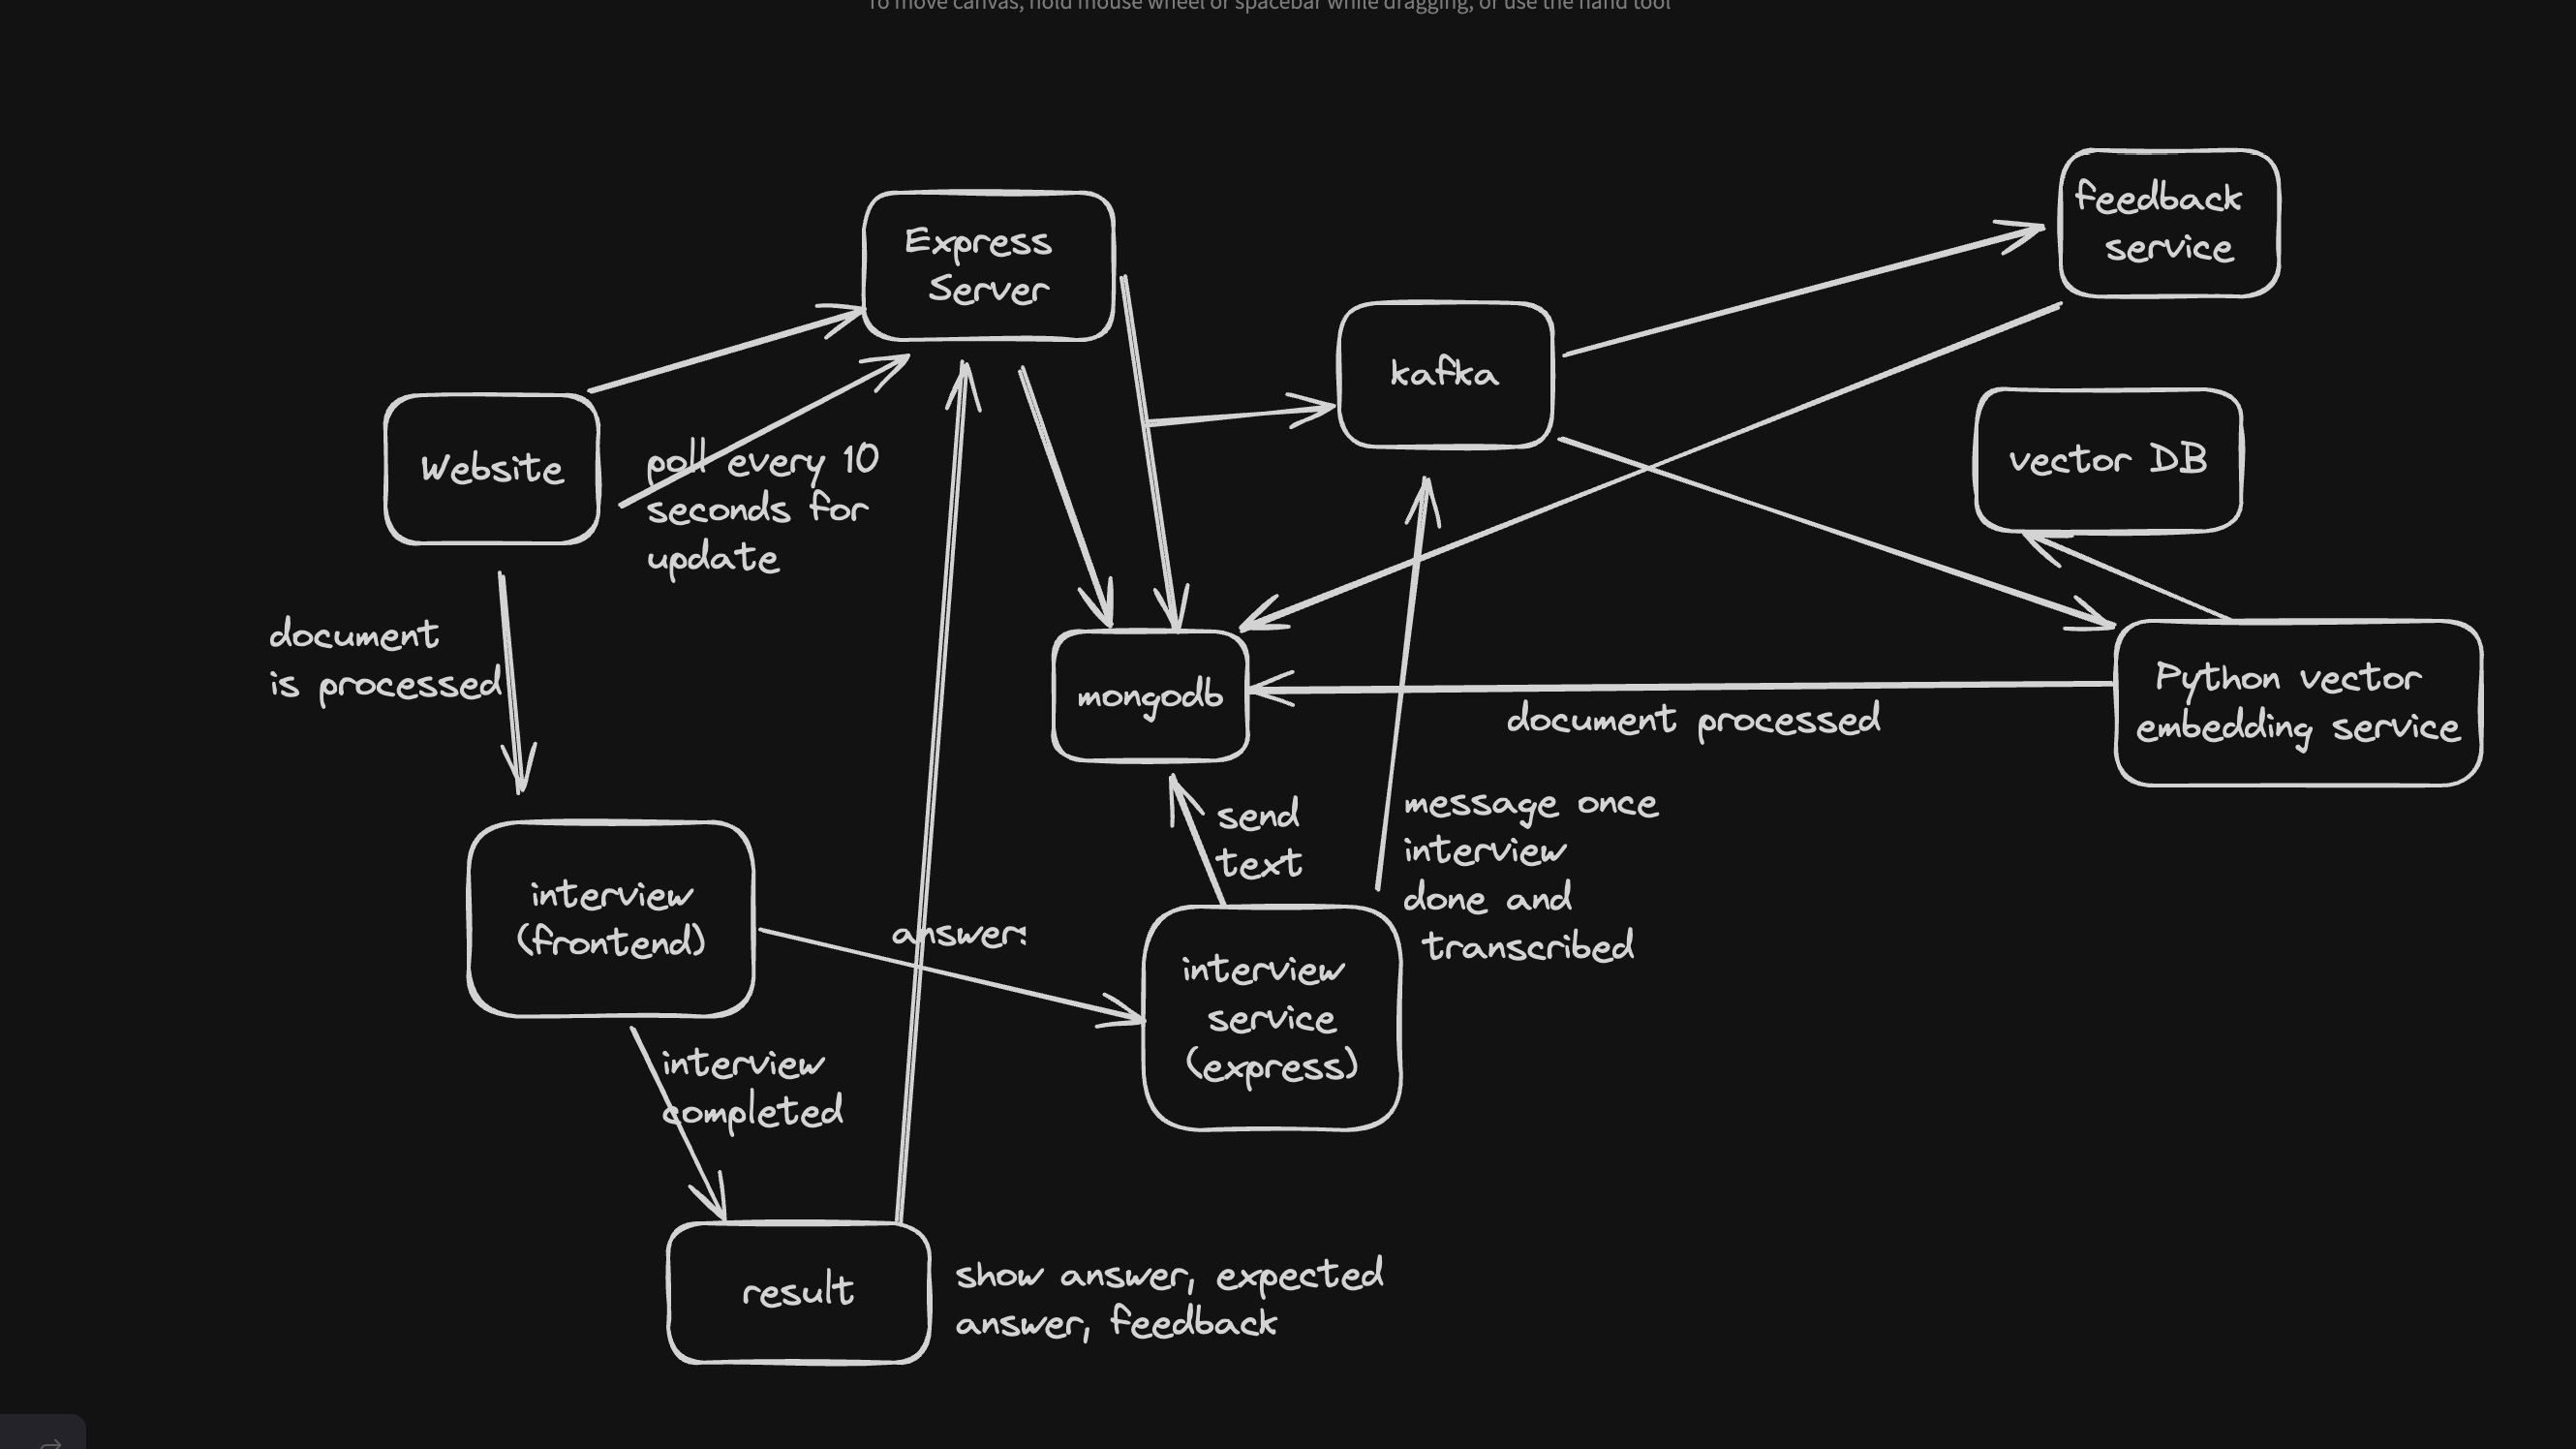 To move canvas, hold mouse wheel or spacebar while dragging, or use the hand tool
Express
Server
feedback
service
kafka
Website
poll every 10
seconds for
update
vector DB
document
is processed
mongodb
Python vector
embedding service
document processed
send
text
message once
interview
done and
transcribed
interview
(frontend)
answer:
interview
service
(express)
interview
completed
result
show answer, expected
answer, feedback